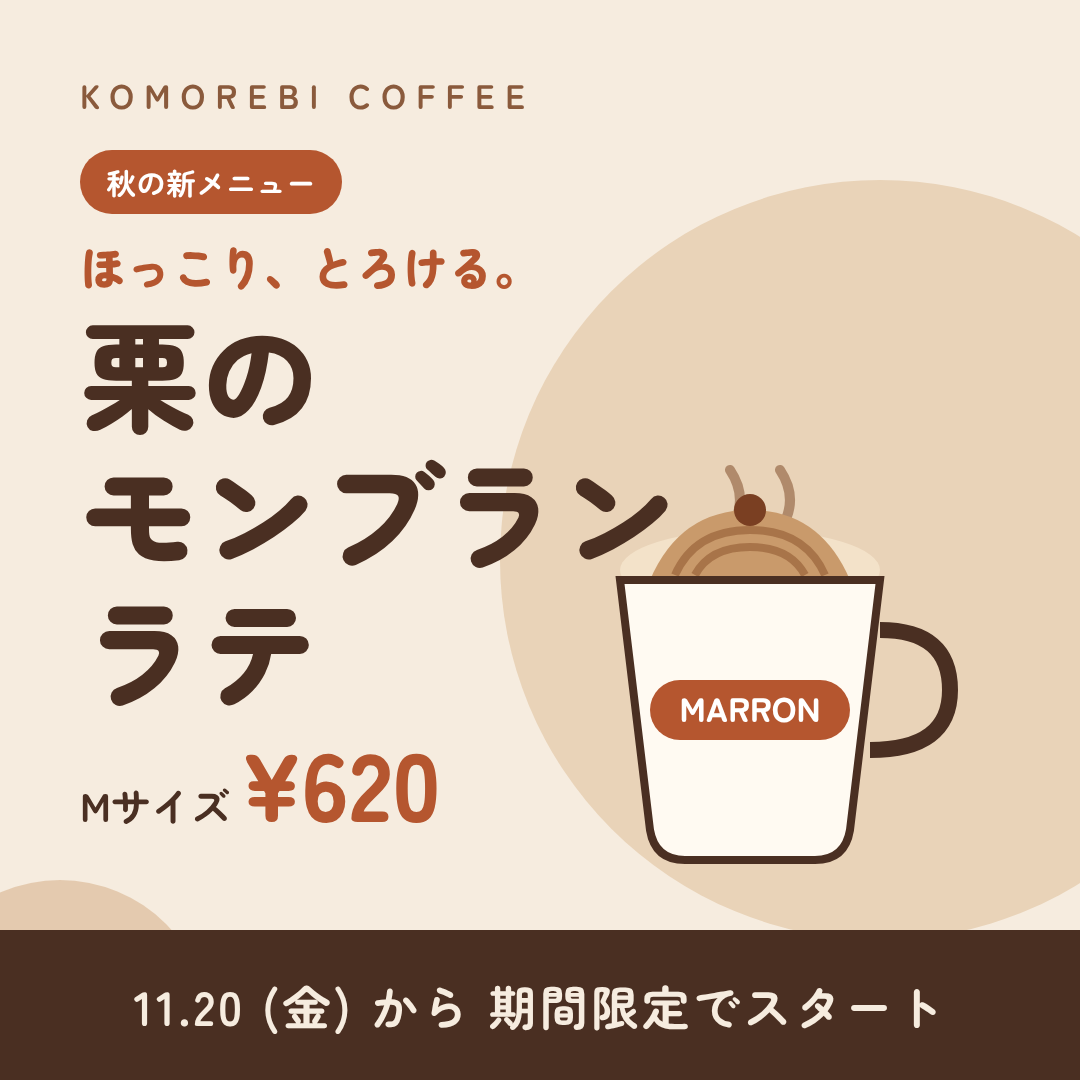 KOMOREBI COFFEE
秋の新メニュー
ほっこり、とろける。
栗の
モンブラン
ラテ
MARRON
Mサイズ ¥620
11.20 (金) から 期間限定でスタート